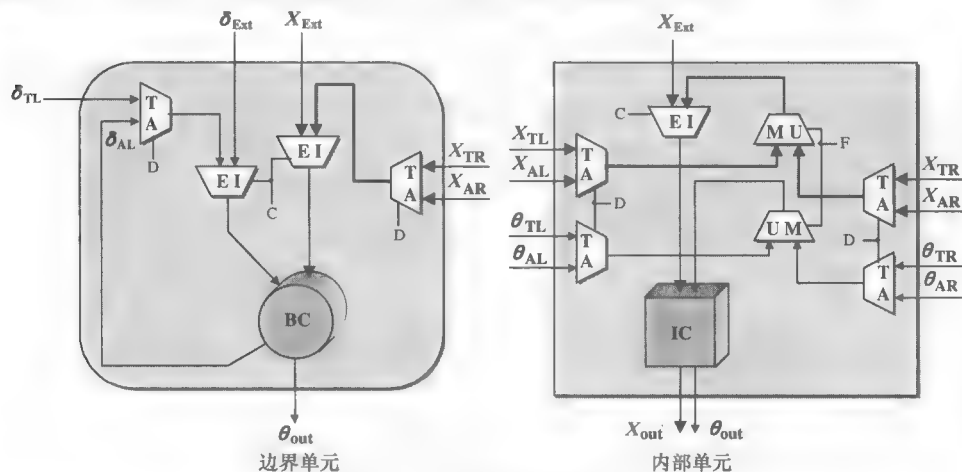 δExt
XExt
δTL
T
A
δAL
D
E I
E I
C
T
A
XTR
XAR
D
BC
θout
边界单元
XExt
C
E I
M U
F
XTL
XAL
T
A
D
θTL
θAL
T
A
U M
T
A
XTR
XAR
D
θTR
θAR
T
A
IC
Xout
θout
内部单元